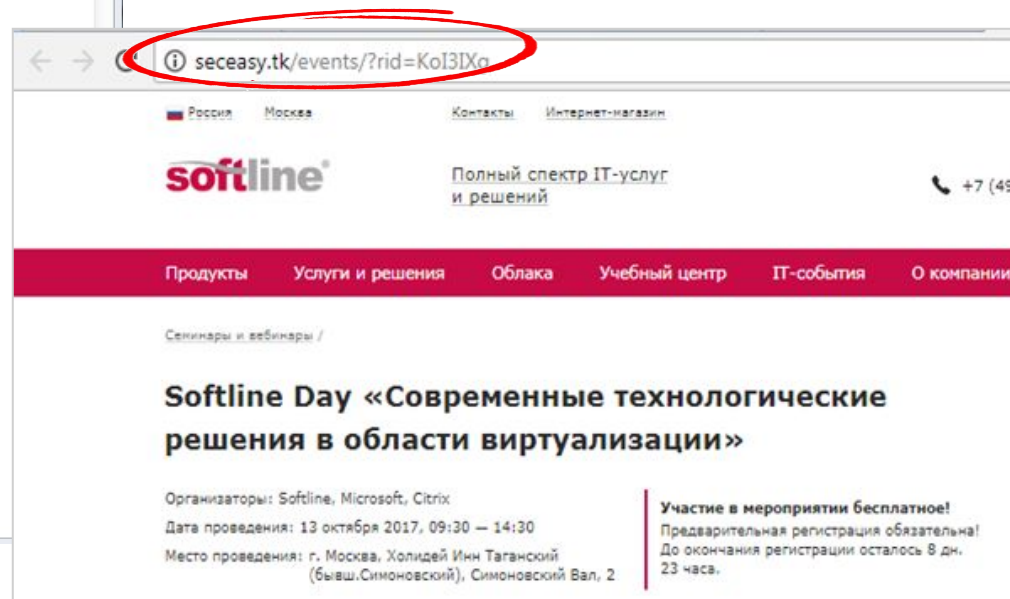 seceasy.tk/events/?rid=KoI3IXq
Россия Москва Контакты Интернет-магазин
softline®
Полный спектр IT-услуг
и решений
+7 (49
Продукты Услуги и решения Облака Учебный центр IT-события О компании
Семинары и вебинары /
Softline Day «Современные технологические
решения в области виртуализации»
Организаторы: Softline, Microsoft, Citrix
Дата проведения: 13 октября 2017, 09:30 — 14:30
Место проведения: г. Москва, Холидей Инн Таганский
(бывш.Симоновский), Симоновский Вал, 2
Участие в мероприятии бесплатное!
Предварительная регистрация обязательна!
До окончания регистрации осталось 8 дн.
23 часа.